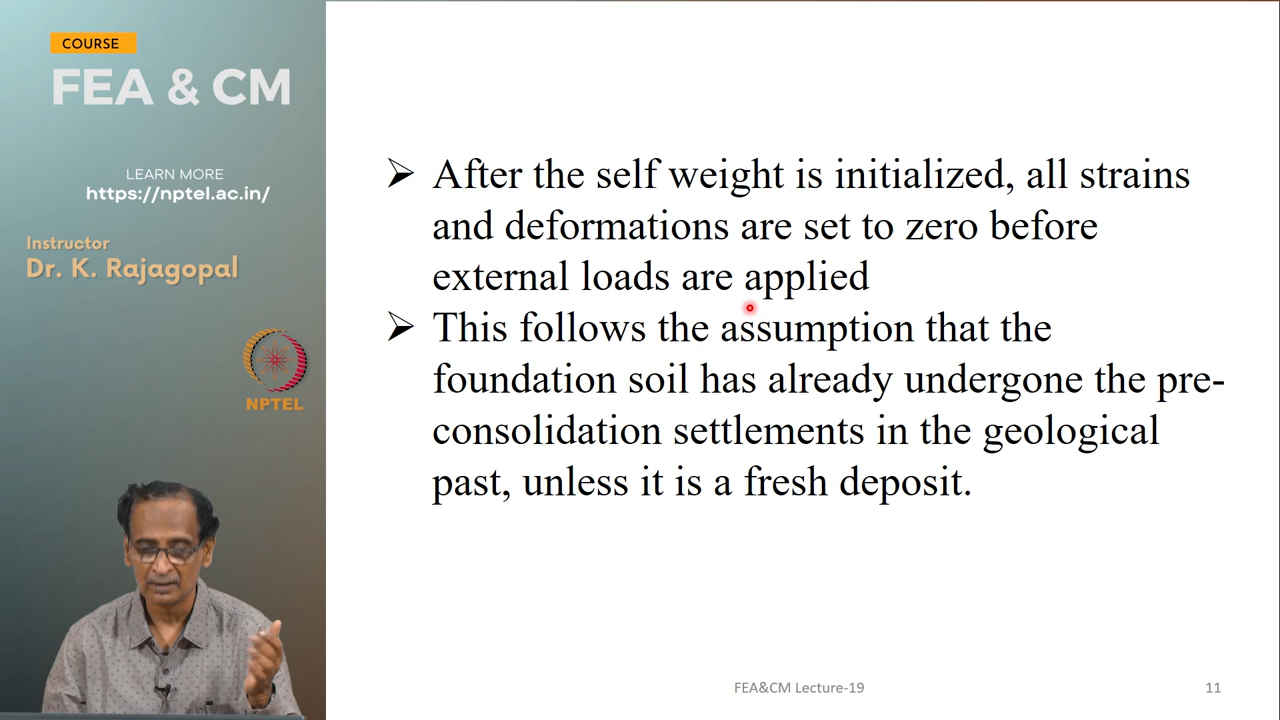 COURSE
FEA & CM
LEARN MORE
https://nptel.ac.in/
Instructor
Dr. K. Rajagopal
NPTEL
➢ After the self weight is initialized, all strains
and deformations are set to zero before
external loads are applied
➢ This follows the assumption that the
foundation soil has already undergone the pre-
consolidation settlements in the geological
past, unless it is a fresh deposit.
FEA&CM Lecture-19
11